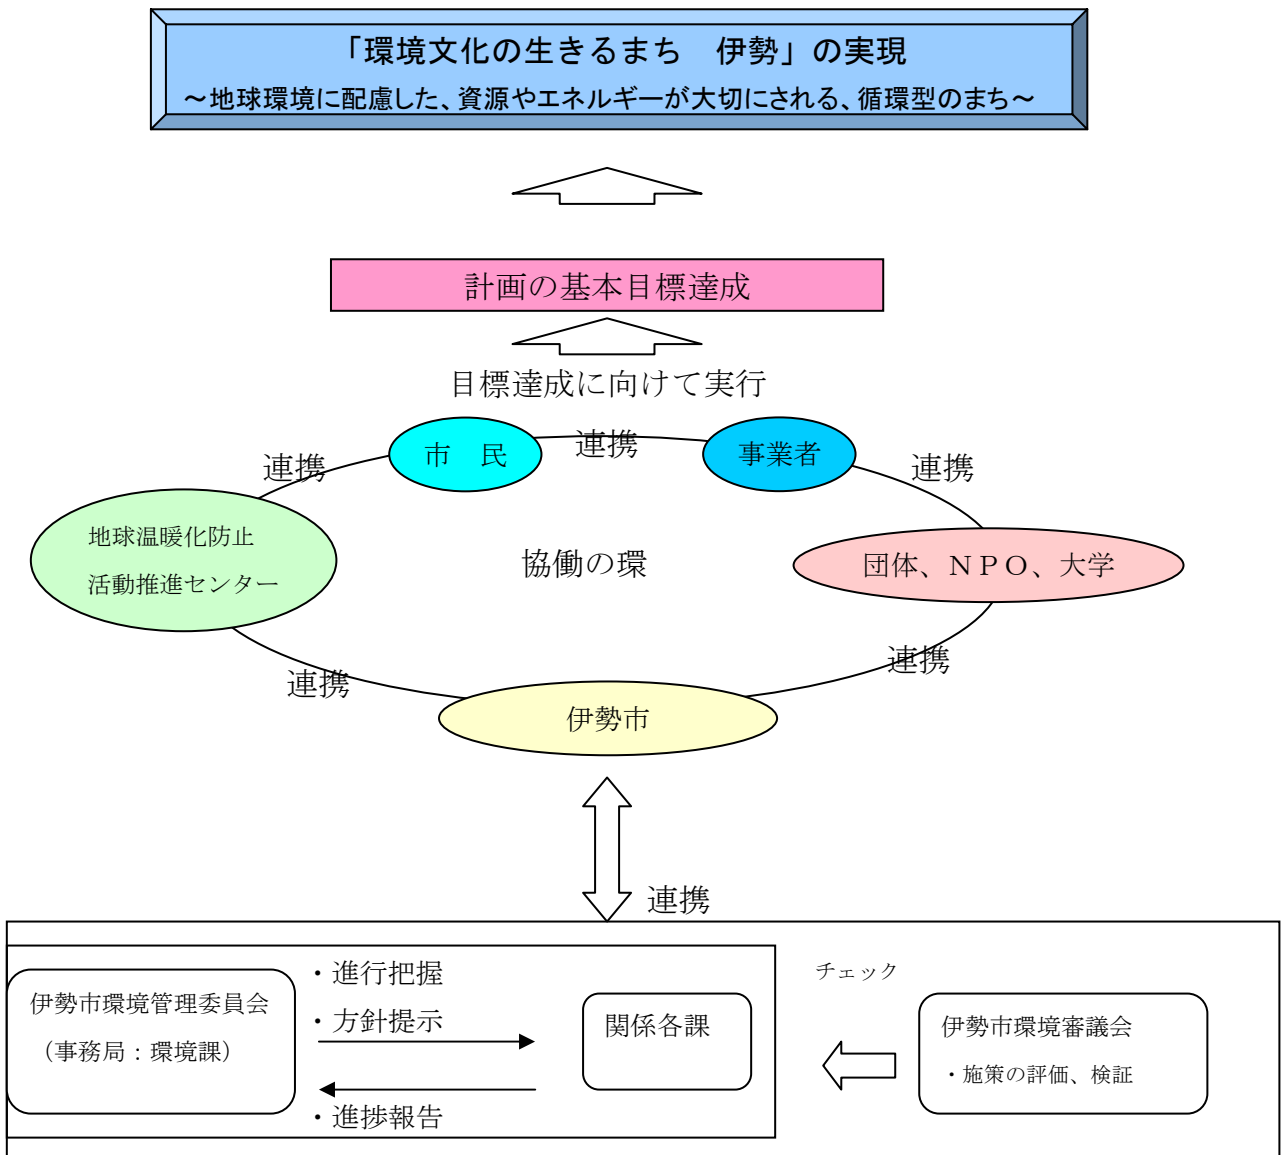 「環境文化の生きるまち　伊勢」の実現
～地球環境に配慮した、資源やエネルギーが大切にされる、循環型のまち～
計画の基本目標達成
目標達成に向けて実行
市　民
連携
事業者
連携
連携
地球温暖化防止
活動推進センター
協働の環
団体、ＮＰＯ、大学
連携
連携
伊勢市
連携
・進行把握
・方針提示
伊勢市環境管理委員会
（事務局：環境課）
関係各課
・進捗報告
チェック
伊勢市環境審議会
・施策の評価、検証